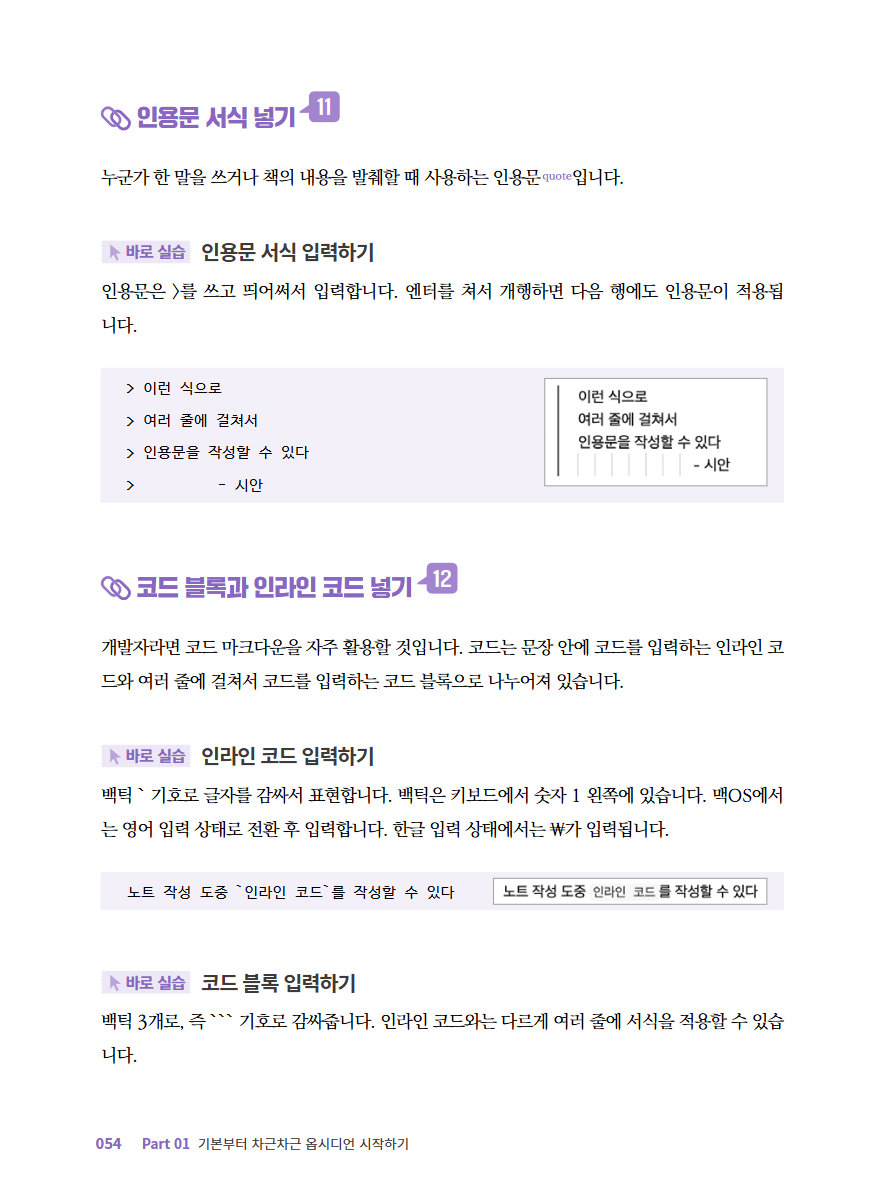 인용문 서식 넣기 11
누군가 한 말을 쓰거나 책의 내용을 발췌할 때 사용하는 인용문quote입니다.
바로 실습 인용문 서식 입력하기
인용문은 >를 쓰고 띄어써서 입력합니다. 엔터를 쳐서 개행하면 다음 행에도 인용문이 적용됩
니다.
> 이런 식으로
> 여러 줄에 걸쳐서
> 인용문을 작성할 수 있다
>          - 시안
이런 식으로
여러 줄에 걸쳐서
인용문을 작성할 수 있다
- 시안
코드 블록과 인라인 코드 넣기 12
개발자라면 코드 마크다운을 자주 활용할 것입니다. 코드는 문장 안에 코드를 입력하는 인라인 코
드와 여러 줄에 걸쳐서 코드를 입력하는 코드 블록으로 나누어져 있습니다.
바로 실습 인라인 코드 입력하기
백틱 ` 기호로 글자를 감싸서 표현합니다. 백틱은 키보드에서 숫자 1 왼쪽에 있습니다. 맥OS에서
는 영어 입력 상태로 전환 후 입력합니다. 한글 입력 상태에서는 ₩가 입력됩니다.
노트 작성 도중 `인라인 코드`를 작성할 수 있다
노트 작성 도중 인라인 코드 를 작성할 수 있다
바로 실습 코드 블록 입력하기
백틱 3개로, 즉 ``` 기호로 감싸줍니다. 인라인 코드와는 다르게 여러 줄에 서식을 적용할 수 있습
니다.
054 Part 01 기본부터 차근차근 옵시디언 시작하기